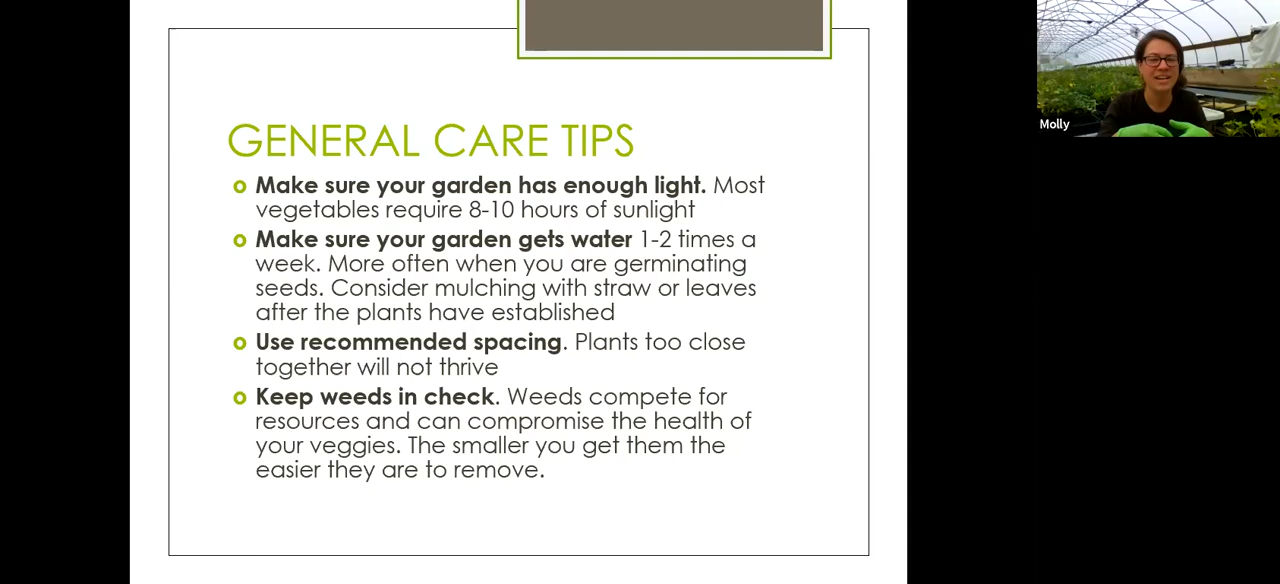 GENERAL CARE TIPS
Make sure your garden has enough light. Most
vegetables require 8-10 hours of sunlight
Make sure your garden gets water 1-2 times a
week. More often when you are germinating
seeds. Consider mulching with straw or leaves
after the plants have established
Use recommended spacing. Plants too close
together will not thrive
Keep weeds in check. Weeds compete for
resources and can compromise the health of
your veggies. The smaller you get them the
easier they are to remove.
Molly